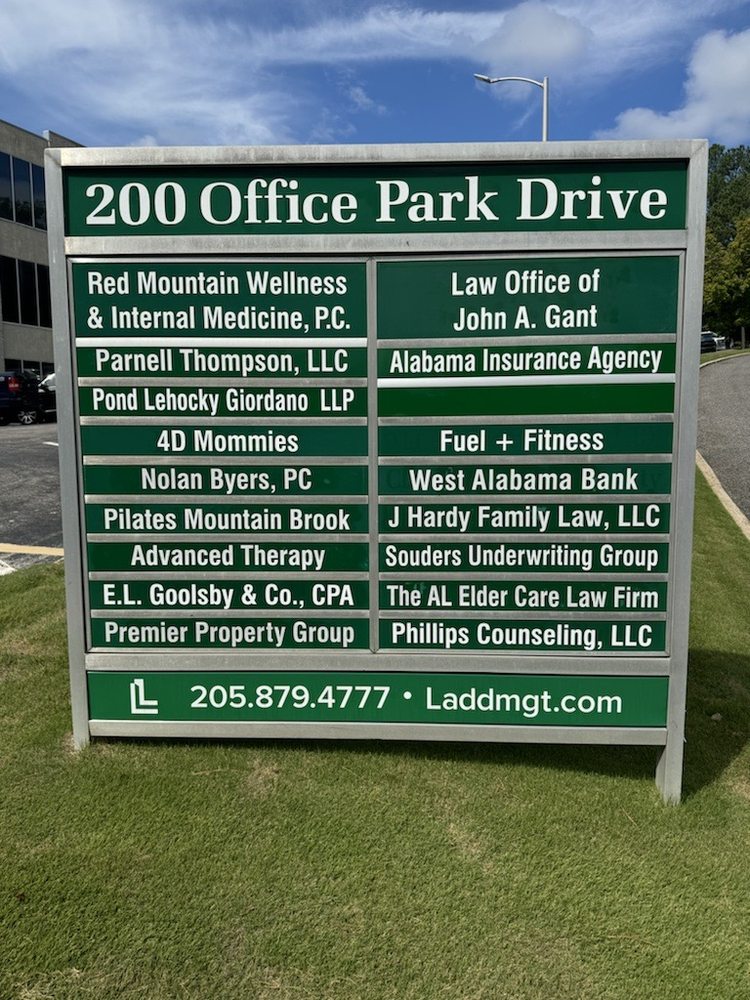 200 Office Park Drive
Red Mountain Wellness
& Internal Medicine, P.C.
Parnell Thompson, LLC
Pond Lehocky Giordano LLP
4D Mommies
Nolan Byers, PC
Pilates Mountain Brook
Advanced Therapy
E.L. Goolsby & Co., CPA
Premier Property Group
Law Office of
John A. Gant
Alabama Insurance Agency
Fuel + Fitness
West Alabama Bank
J Hardy Family Law, LLC
Souders Underwriting Group
The AL Elder Care Law Firm
Phillips Counseling, LLC
205.879.4777 • Laddmgt.com